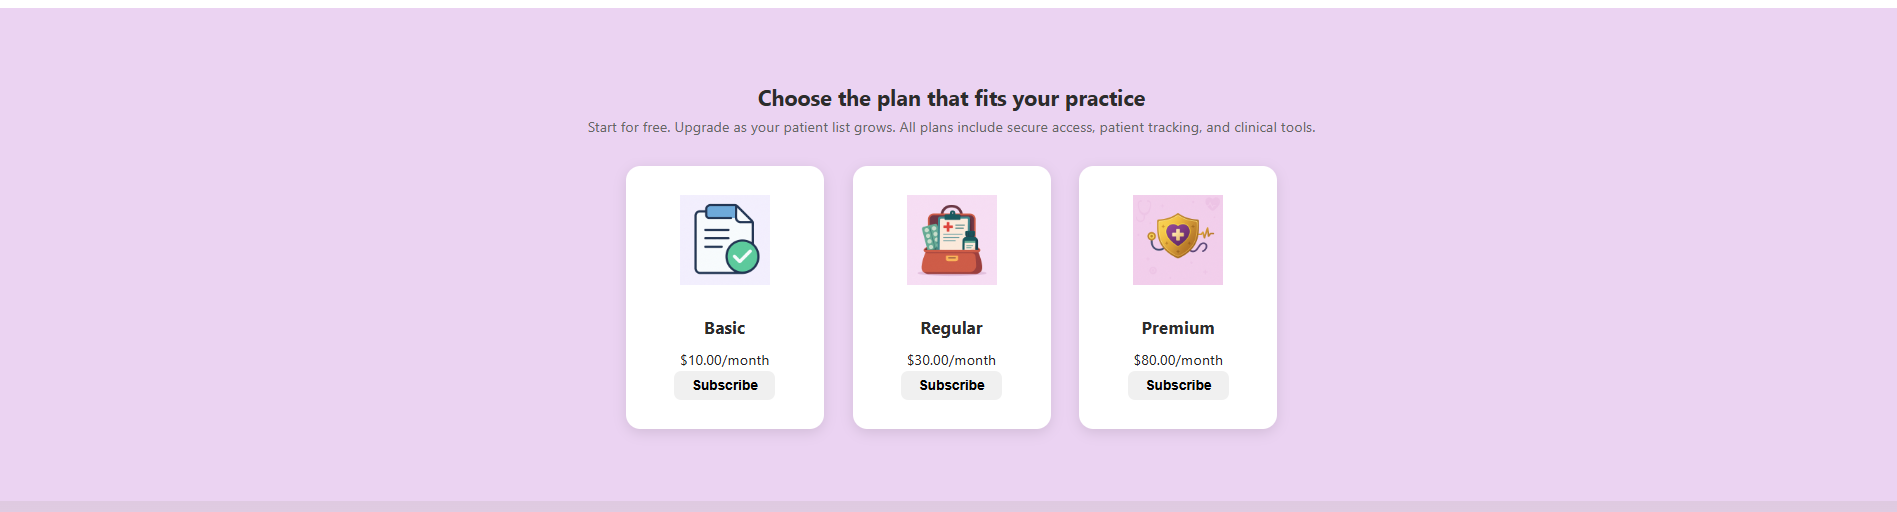 Choose the plan that fits your practice
Start for free. Upgrade as your patient list grows. All plans include secure access, patient tracking, and clinical tools.
Basic
$10.00/month
Subscribe
Regular
$30.00/month
Subscribe
Premium
$80.00/month
Subscribe